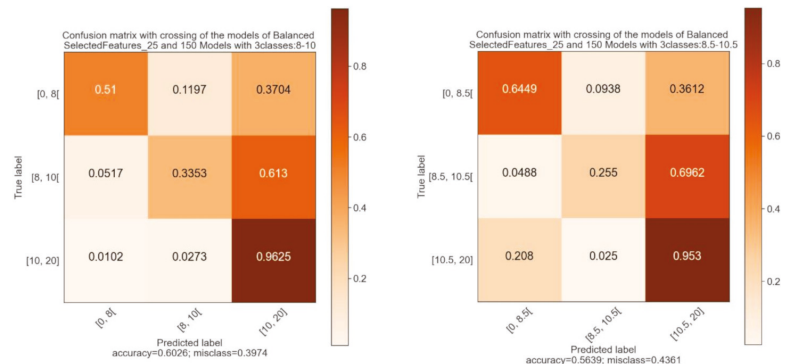 Confusion matrix with crossing of the models of Balanced
SelectedFeatures_25 and 150 Models with 3classes:8-10
True label
[0, 8[
[8, 10[
[10, 20]
0.51 0.1197 0.3704
0.0517 0.3353 0.613
0.0102 0.0273 0.9625
[0, 8[ [8, 10[ [10, 20]
Predicted label
accuracy=0.6026; misclass=0.3974
0.8
0.6
0.4
0.2
Confusion matrix with crossing of the models of Balanced
SelectedFeatures_25 and 150 Models with 3classes:8.5-10.5
True label
[0, 8.5[
[8.5, 10.5[
[10.5, 20]
0.6449 0.0938 0.3612
0.0488 0.255 0.6962
0.208 0.025 0.953
[0, 8.5[ [8.5, 10.5[ [10.5, 20]
Predicted label
accuracy=0.5639; misclass=0.4361
0.8
0.6
0.4
0.2